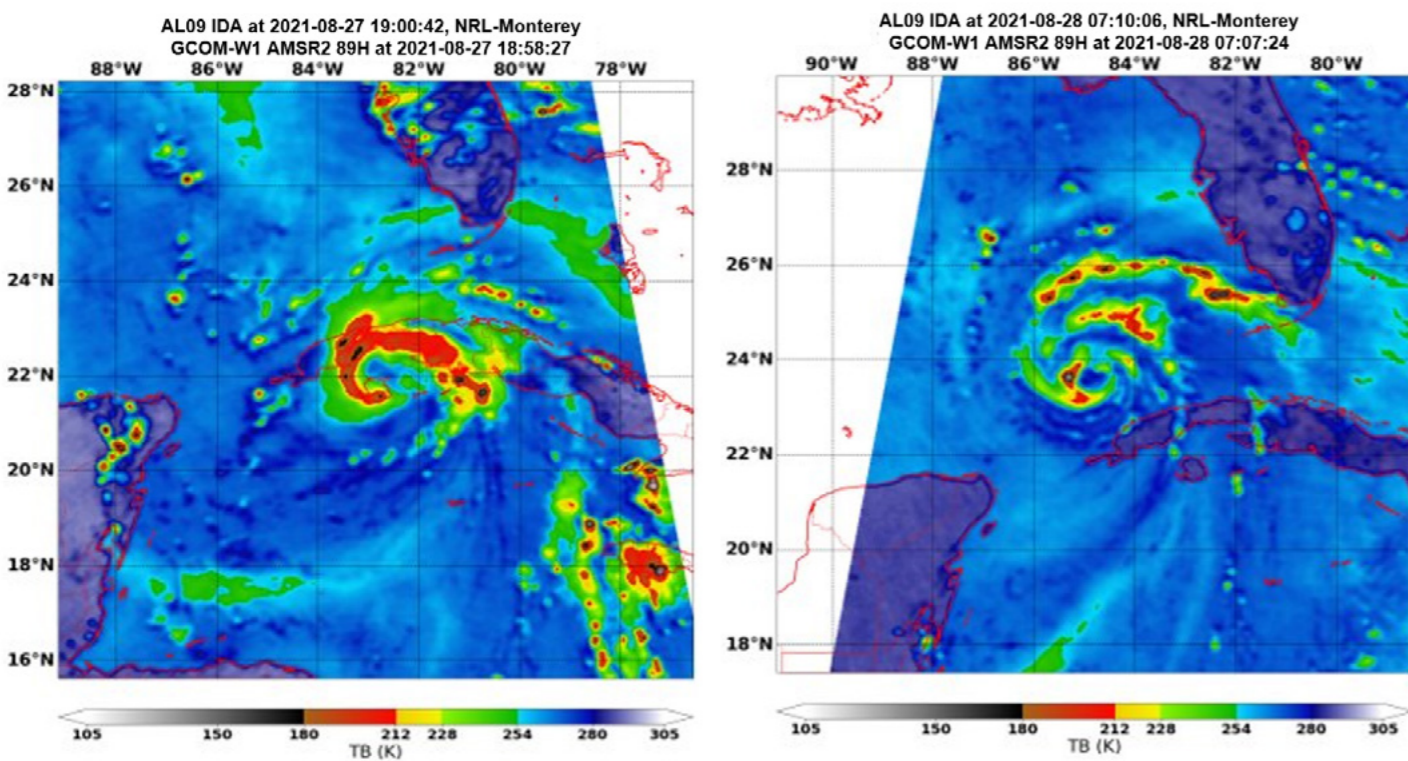 AL09 IDA at 2021-08-27 19:00:42, NRL-Monterey
GCOM-W1 AMSR2 89H at 2021-08-27 18:58:27
88°W 86°W 84°W 82°W 80°W 78°W
28°N
26°N
24°N
22°N
20°N
18°N
16°N
105 150 180 212 228 254 280 305
TB (K)
AL09 IDA at 2021-08-28 07:10:06, NRL-Monterey
GCOM-W1 AMSR2 89H at 2021-08-28 07:07:24
90°W 88°W 86°W 84°W 82°W 80°W
28°N
26°N
24°N
22°N
20°N
18°N
105 150 180 212 228 254 280 305
TB (K)